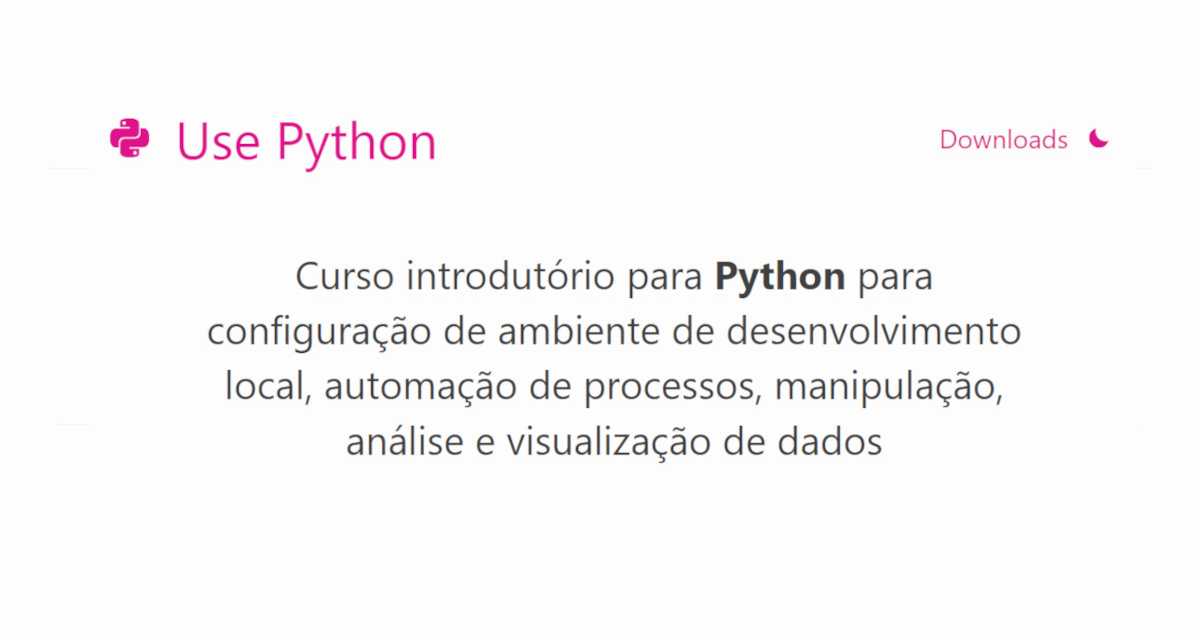 Use Python
Downloads
Curso introdutório para Python para
configuração de ambiente de desenvolvimento
local, automação de processos, manipulação,
análise e visualização de dados